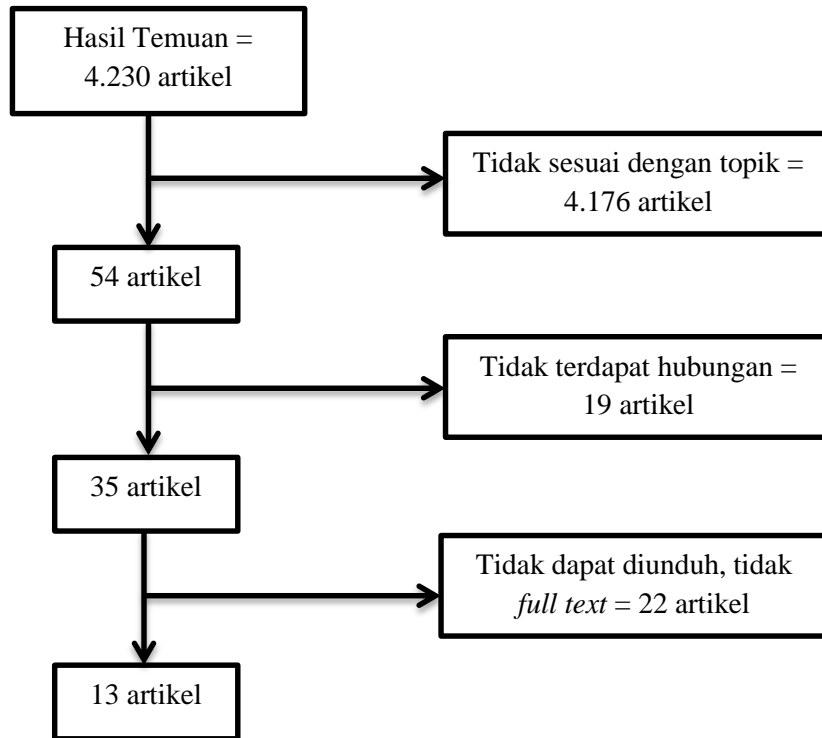 Hasil Temuan =
4.230 artikel
Tidak sesuai dengan topik =
4.176 artikel
54 artikel
Tidak terdapat hubungan =
19 artikel
35 artikel
Tidak dapat diunduh, tidak
full text = 22 artikel
13 artikel